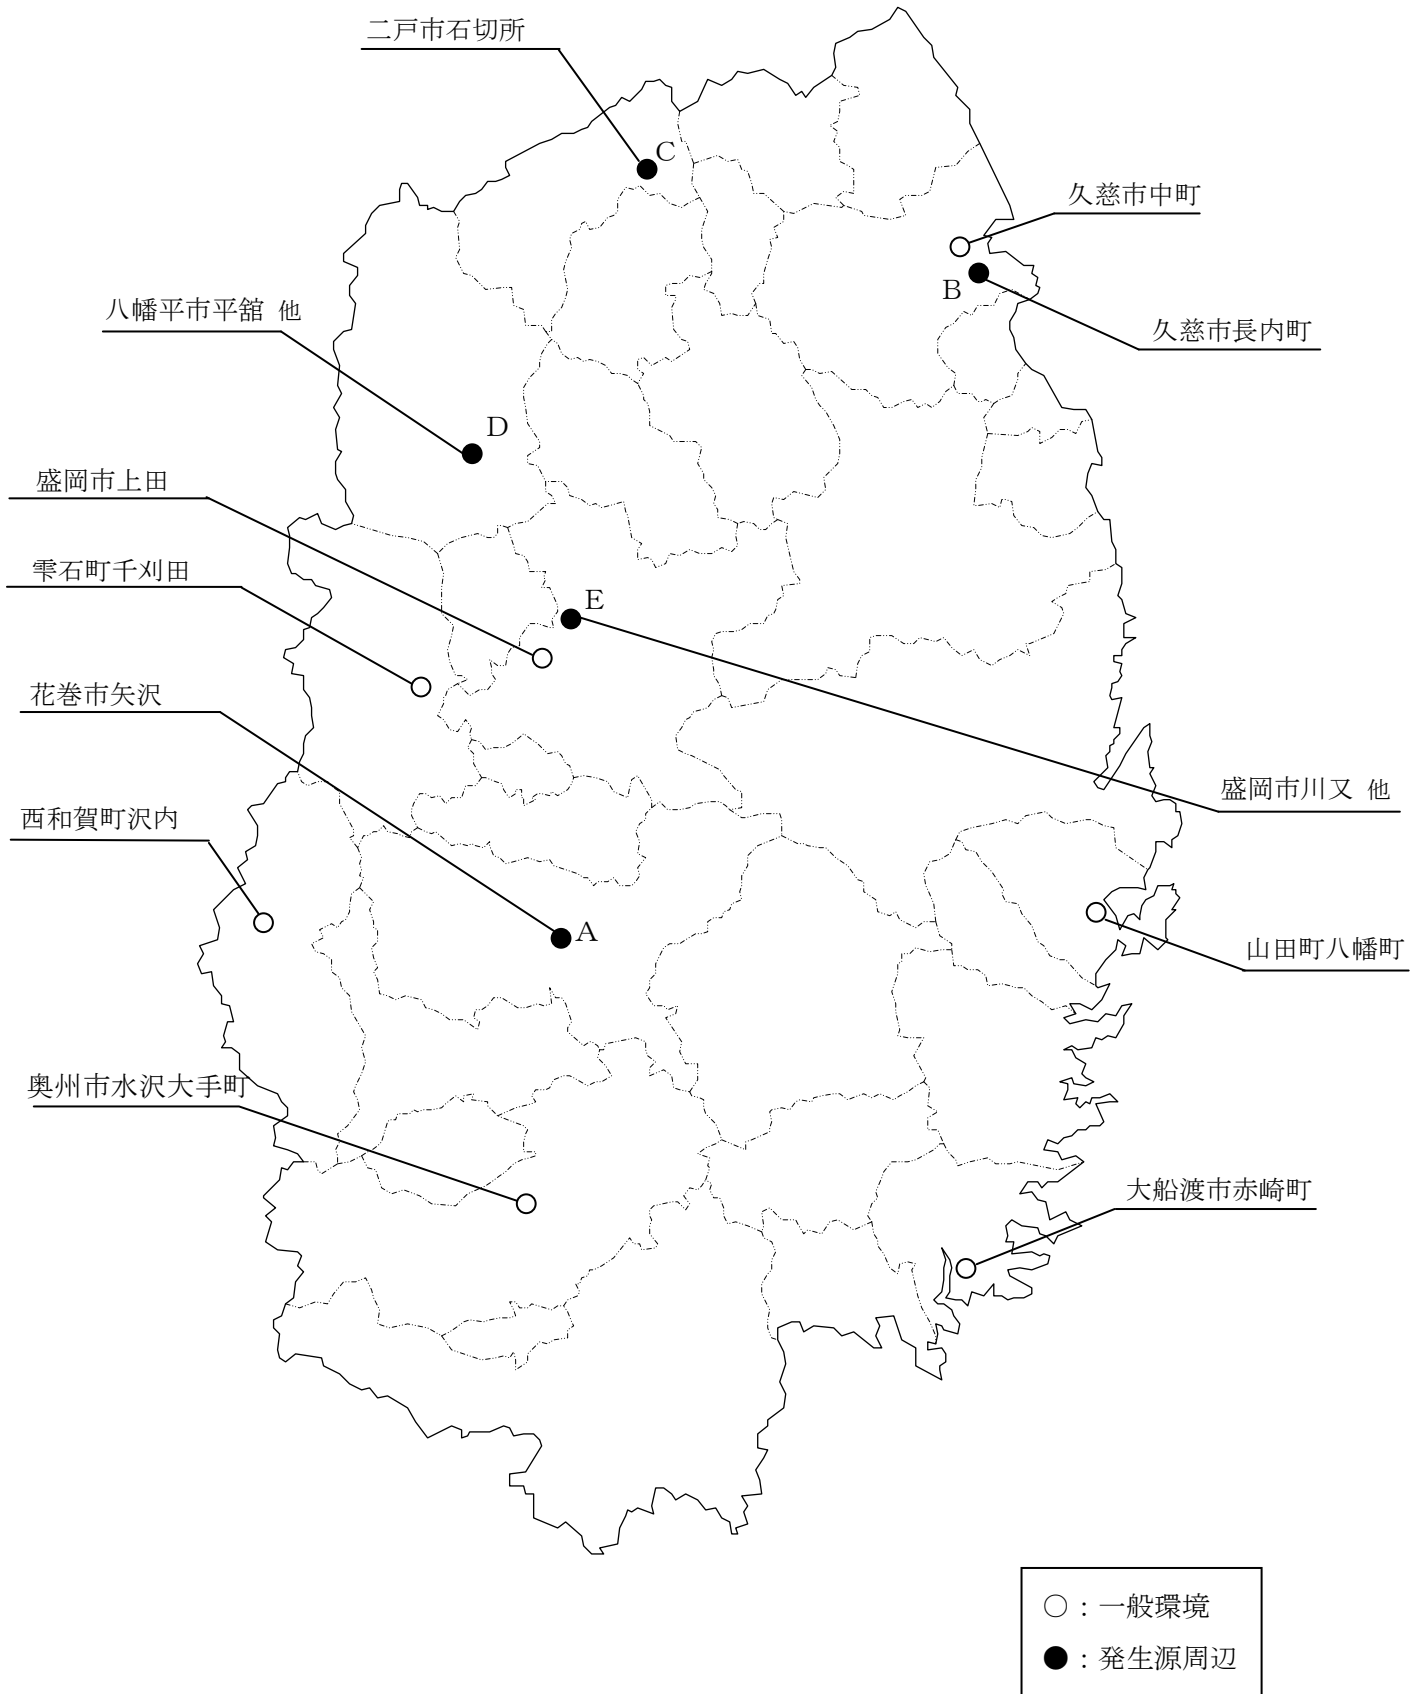 二戸市石切所
C
久慈市中町
B
八幡平市平舘 他
久慈市長内町
D
盛岡市上田
雫石町千刈田
E
花巻市矢沢
盛岡市川又 他
西和賀町沢内
A
山田町八幡町
奥州市水沢大手町
大船渡市赤崎町
○：一般環境
●：発生源周辺